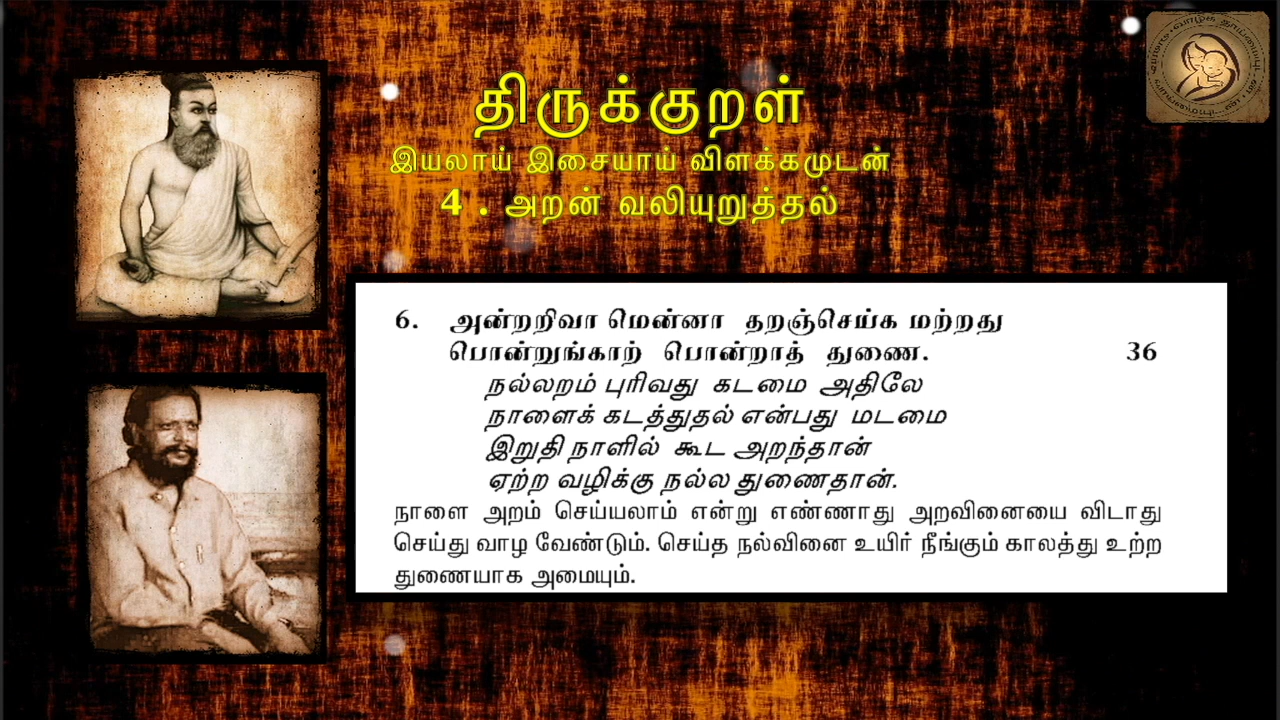 திருக்குறள்
இயலாய் இசையாய் விளக்கமுடன்
4 . அறன் வலியுறுத்தல்
6. அன்றறிவா மென்னா தறஞ்செய்க மற்றது
பொன்றுங்காற் பொன்றாத் துணை. 36
நல்லறம் புரிவது கடமை அதிலே
நாளைக் கடத்துதல் என்பது மடமை
இறுதி நாளில் கூட அறந்தான்
ஏற்ற வழிக்கு நல்ல துணைதான்.
நாளை அறம் செய்யலாம் என்று எண்ணாது அறவினையை விடாது
செய்து வாழ வேண்டும். செய்த நல்வினை உயிர் நீங்கும் காலத்து உற்ற
துணையாக அமையும்.